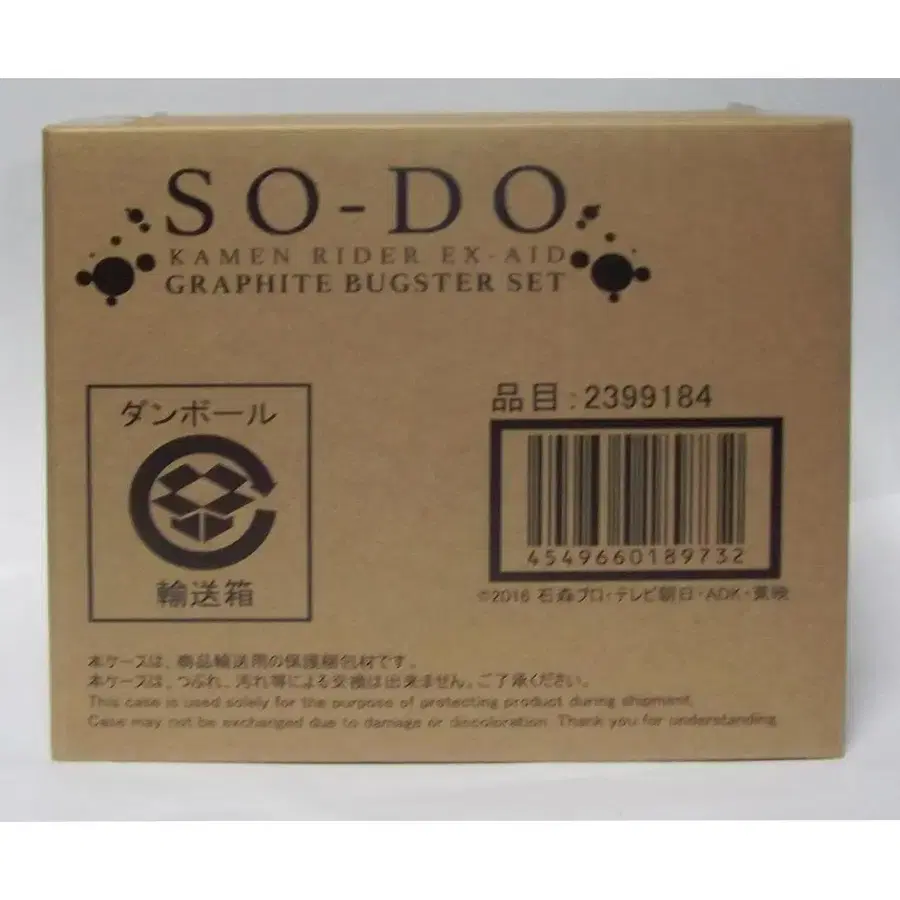 SO-DO
KAMEN RIDER EX-AID
GRAPHITE BUGSTER SET
ダンボール
輸送箱
品目:2399184
4549660189732
©2016 石森プロ・テレビ朝日・ADK・東映
本ケースは、商品輸送用の保護梱包材です。
本ケースは、つぶれ、汚れ等による交換は出来ません。ご了承ください。
This case is used solely for the purpose of protecting product during shipment.
Case may not be exchanged due to damage or discoloration. Thank you for understanding.